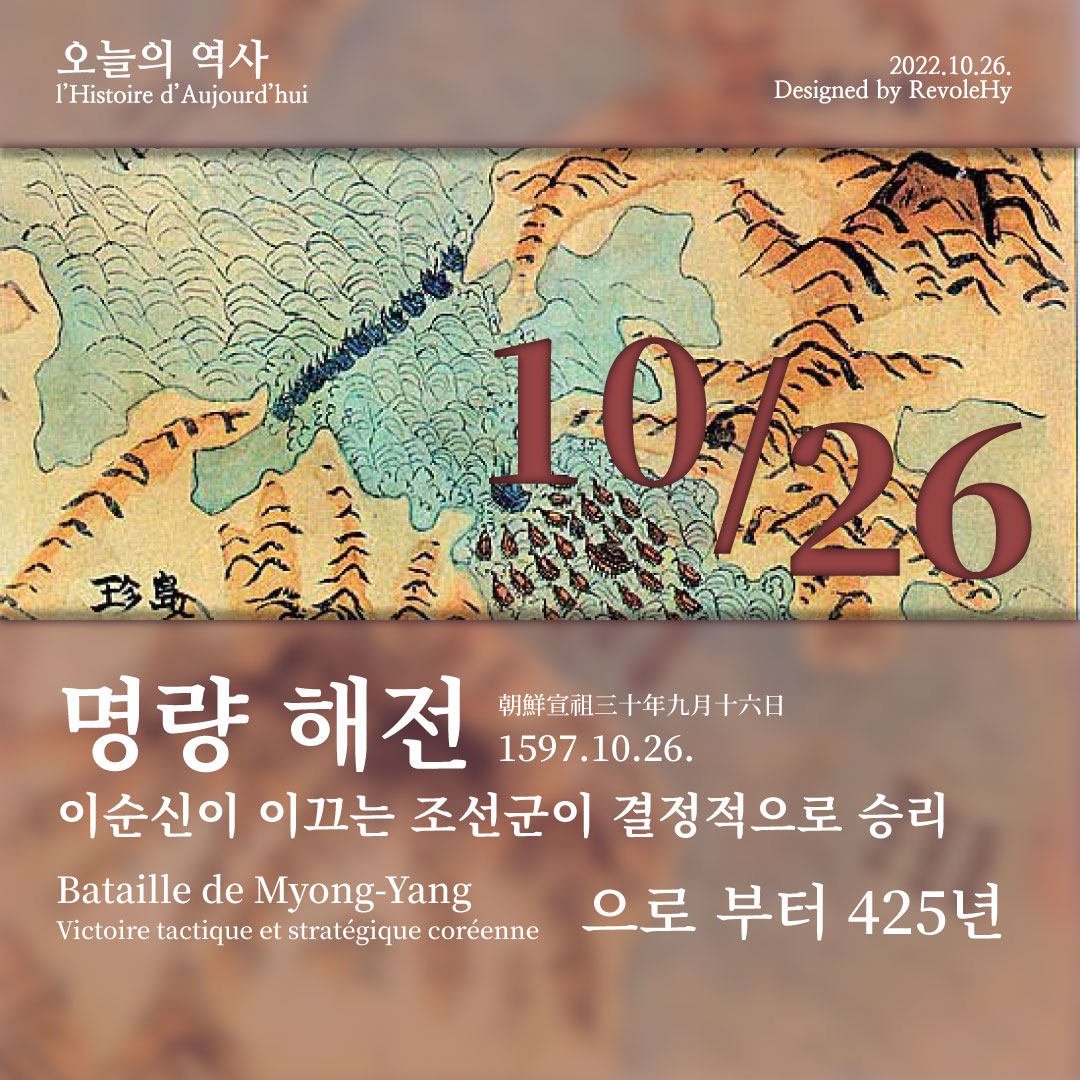 오늘의 역사
l'Histoire d'Aujourd'hui
2022.10.26.
Designed by RevoleHy
10/26
珍島
명량 해전
朝鮮宣祖三十年九月十六日
1597.10.26.
이순신이 이끄는 조선군이 결정적으로 승리
Bataille de Myong-Yang
Victoire tactique et stratégique coréenne
으로 부터 425년